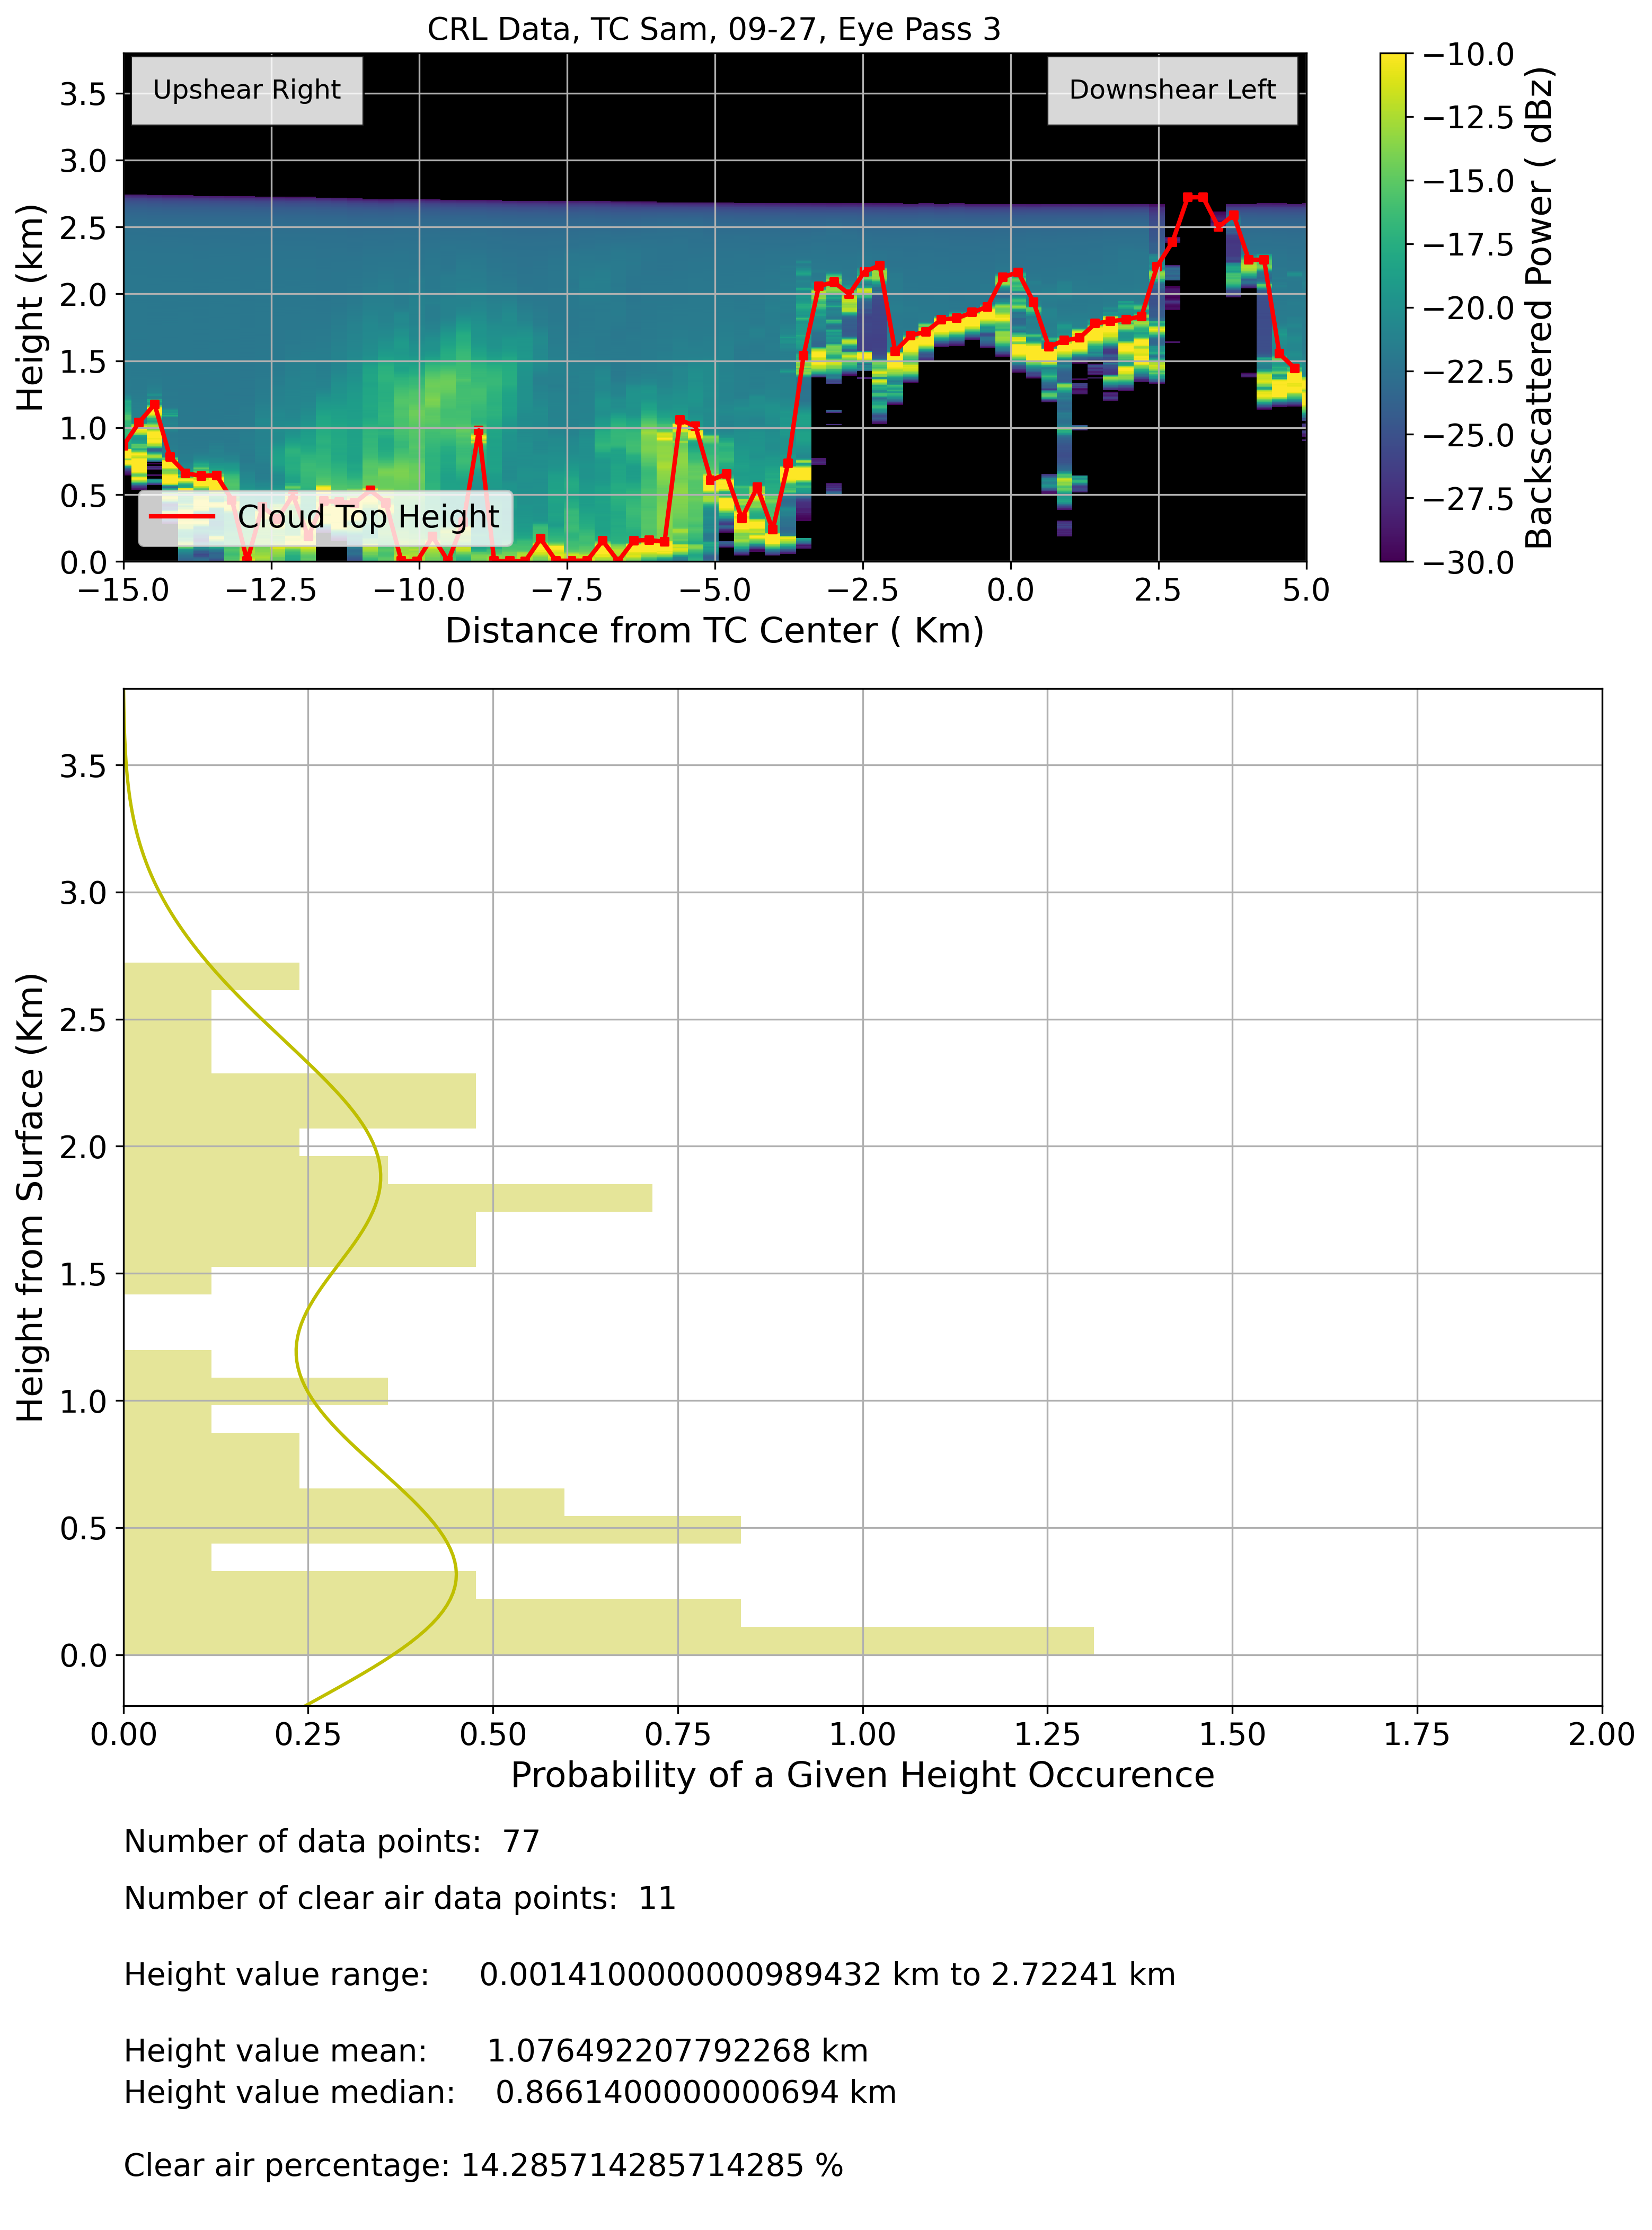 CRL Data, TC Sam, 09-27, Eye Pass 3
Upshear Right
Downshear Left
Height (km)
3.5
3.0
2.5
2.0
1.5
1.0
0.5
0.0
Cloud Top Height
−15.0 −12.5 −10.0 −7.5 −5.0 −2.5 0.0 2.5 5.0
Distance from TC Center ( Km)
−10.0
−12.5
−15.0
−17.5
−20.0
−22.5
−25.0
−27.5
−30.0
Backscattered Power ( dBz)
Height from Surface (Km)
3.5
3.0
2.5
2.0
1.5
1.0
0.5
0.0
0.00 0.25 0.50 0.75 1.00 1.25 1.50 1.75 2.00
Probability of a Given Height Occurence
Number of data points: 77
Number of clear air data points: 11
Height value range: 0.0014100000000989432 km to 2.72241 km
Height value mean: 1.076492207792268 km
Height value median: 0.8661400000000694 km
Clear air percentage: 14.285714285714285 %